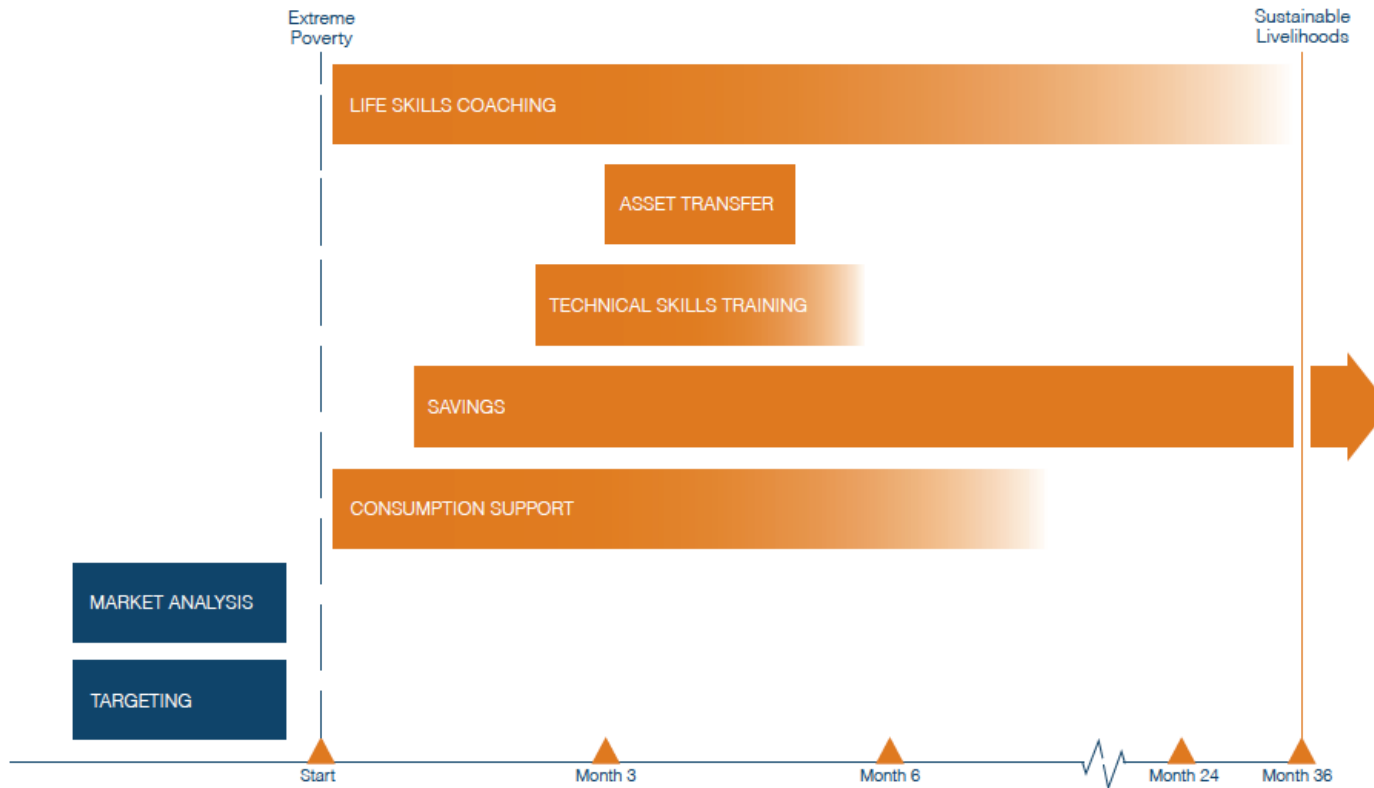 Extreme
Poverty
Sustainable
Livelihoods
LIFE SKILLS COACHING
ASSET TRANSFER
TECHNICAL SKILLS TRAINING
SAVINGS
CONSUMPTION SUPPORT
MARKET ANALYSIS
TARGETING
Start
Month 3
Month 6
Month 24
Month 36